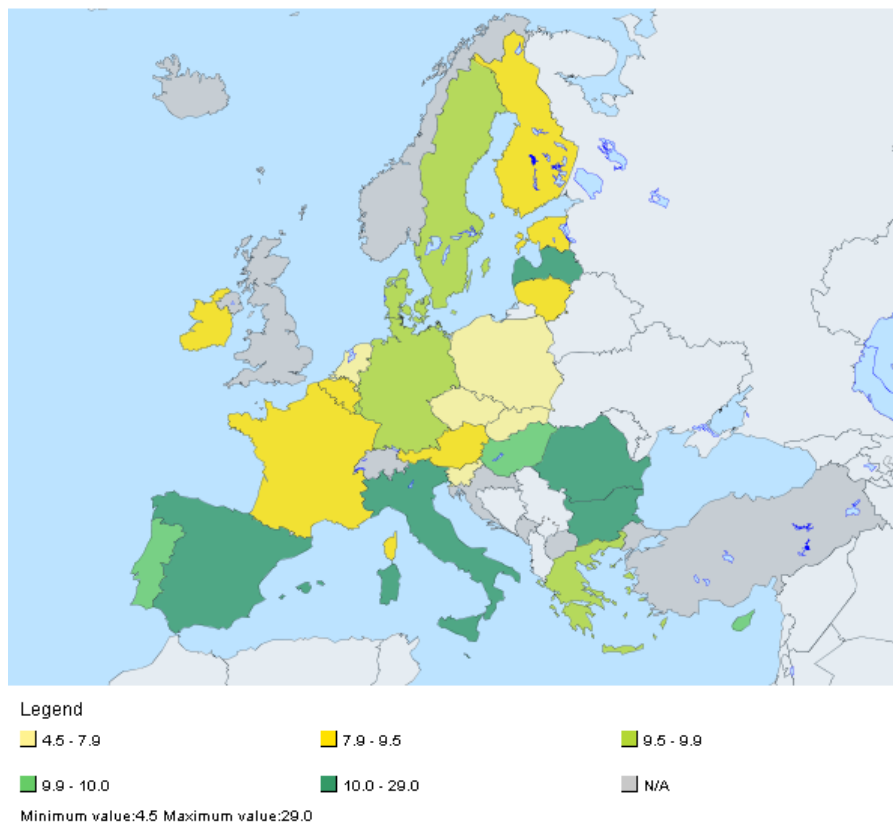 Legend
4.5 - 7.9 7.9 - 9.5 9.5 - 9.9
9.9 - 10.0 10.0 - 29.0 N/A
Minimum value:4.5 Maximum value:29.0